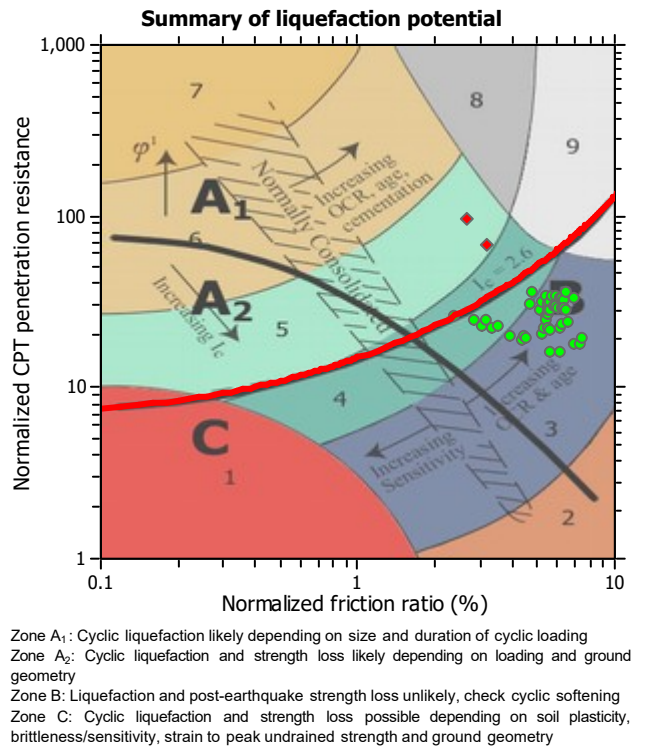 Summary of liquefaction potential
1,000
7
8
9
φ'
Increasing
OCR, age,
cementation
A1
Normally Consolidated
100
6
Ic = 2.6
A2
B
Increasing Ic
5
10
4
Increasing
OCR & age
C
1
Increasing
Sensitivity
3
2
1
0.1
1
10
Normalized CPT penetration resistance
Normalized friction ratio (%)
Zone A1: Cyclic liquefaction likely depending on size and duration of cyclic loading
Zone A2: Cyclic liquefaction and strength loss likely depending on loading and ground
geometry
Zone B: Liquefaction and post-earthquake strength loss unlikely, check cyclic softening
Zone C: Cyclic liquefaction and strength loss possible depending on soil plasticity,
brittleness/sensitivity, strain to peak undrained strength and ground geometry